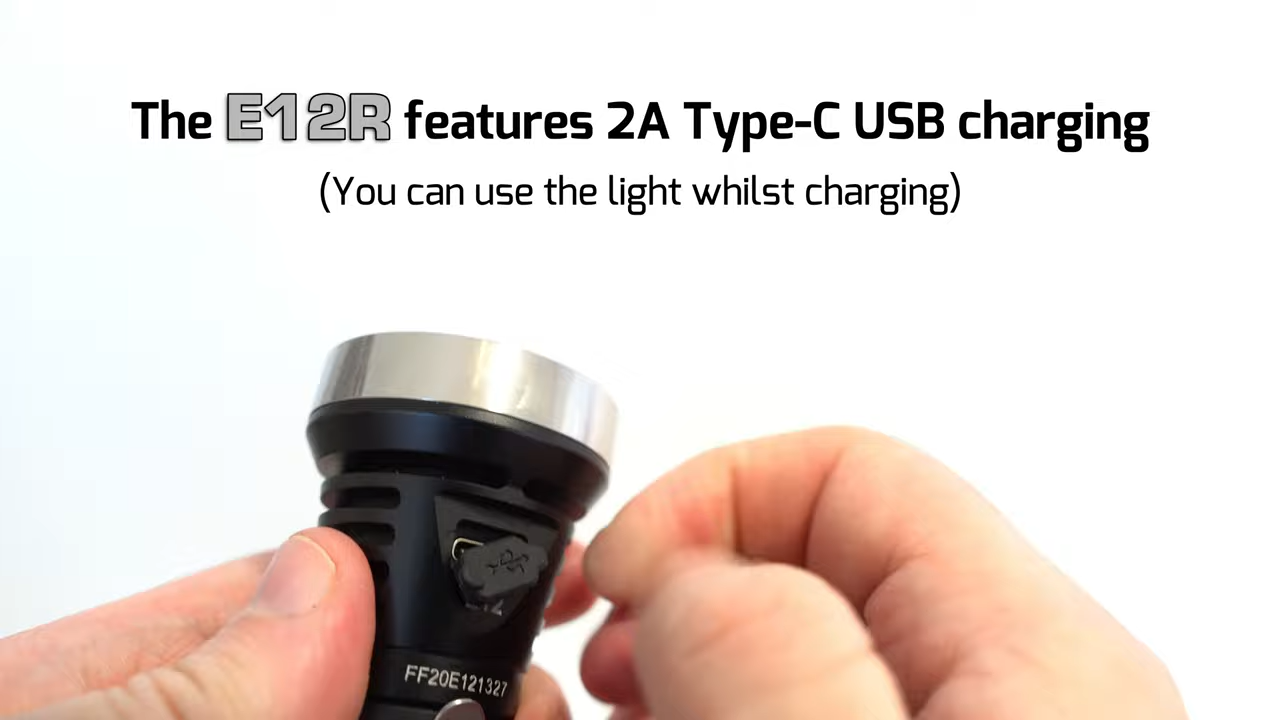 The E12R features 2A Type-C USB charging
(You can use the light whilst charging)
FF20E121327